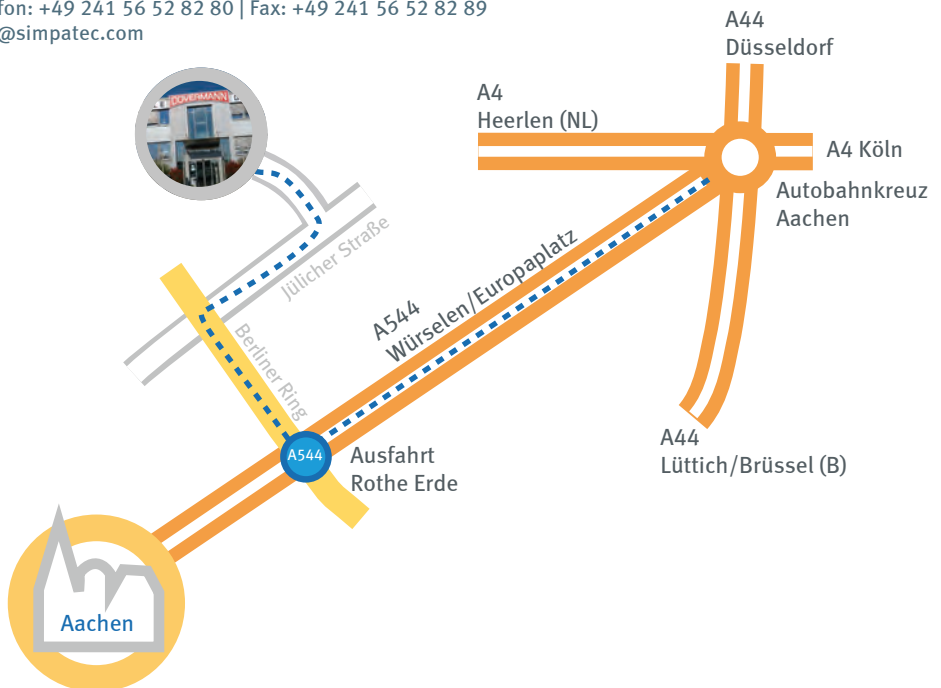 fon: +49 241 56 52 82 80 | Fax: +49 241 56 52 82 89
@simpatec.com
A44
Düsseldorf
A4
Heerlen (NL)
A4 Köln
Autobahnkreuz
Aachen
DOVERMANN
Jülicher Straße
A544
Würselen/Europaplatz
Berliner Ring
A44
Lüttich/Brüssel (B)
A544
Ausfahrt
Rothe Erde
Aachen